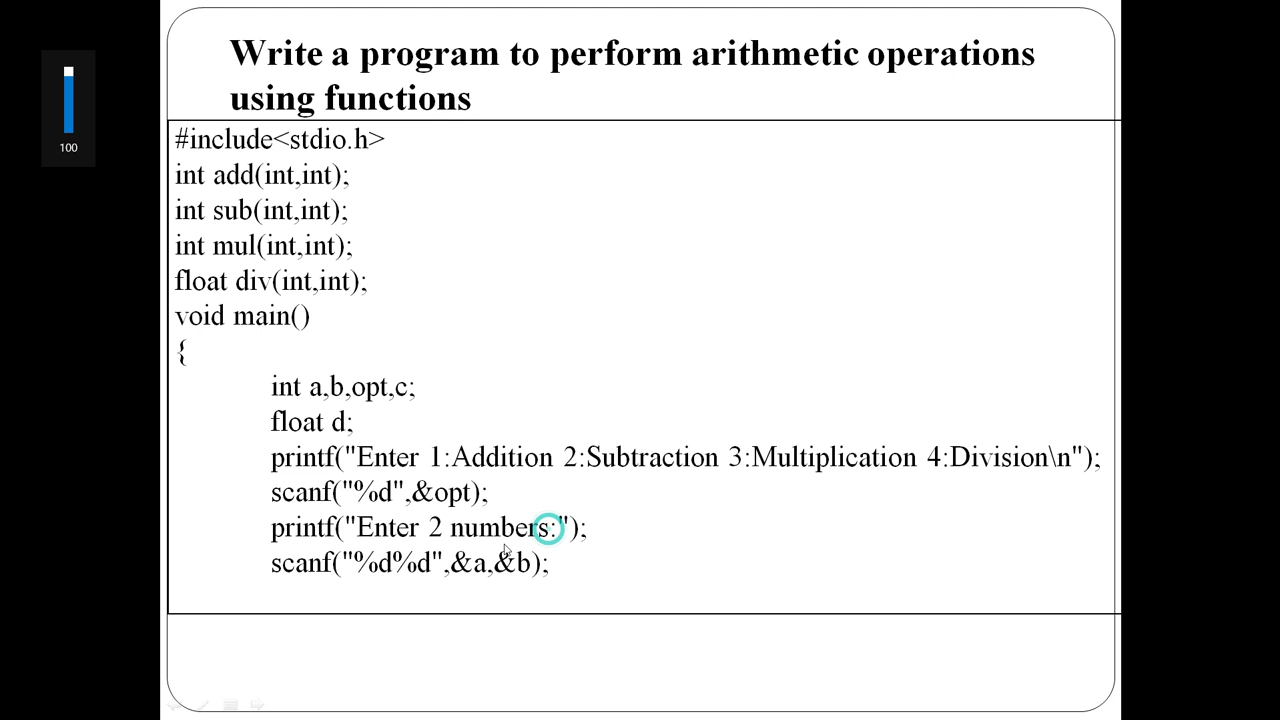 Write a program to perform arithmetic operations
using functions
#include<stdio.h>
int add(int,int);
int sub(int,int);
int mul(int,int);
float div(int,int);
void main()
{
int a,b,opt,c;
float d;
printf("Enter 1:Addition 2:Subtraction 3:Multiplication 4:Division\n");
scanf("%d",&opt);
printf("Enter 2 numbers:");
scanf("%d%d",&a,&b);
100